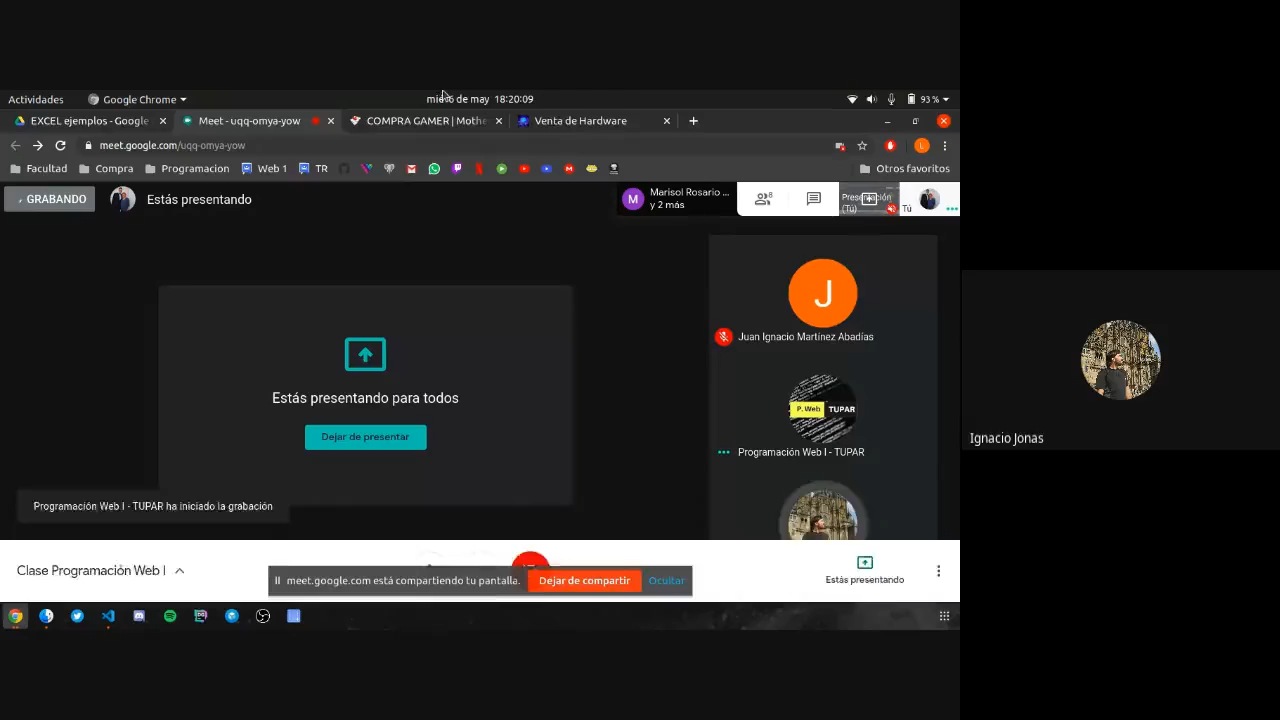 Actividades
Google Chrome
may 18:20:09
93 %
EXCEL ejemplos - Google
Meet - uqq-omya-yow
COMPRA GAMER | Mothe
Venta de Hardware
meet.google.com/uqq-omya-yow
Facultad
Compra
Programacion
Web 1
TR
Otros favoritos
GRABANDO
Estás presentando
M
Marisol Rosario ...
y 2 más
8
Presentación
(Tú)
Tú
J
Juan Ignacio Martínez Abadías
Estás presentando para todos
Dejar de presentar
P. Web TUPAR
Programación Web I - TUPAR
Ignacio Jonas
Programación Web I - TUPAR ha iniciado la grabación
Clase Programación Web I
meet.google.com está compartiendo tu pantalla.
Dejar de compartir
Ocultar
Estás presentando